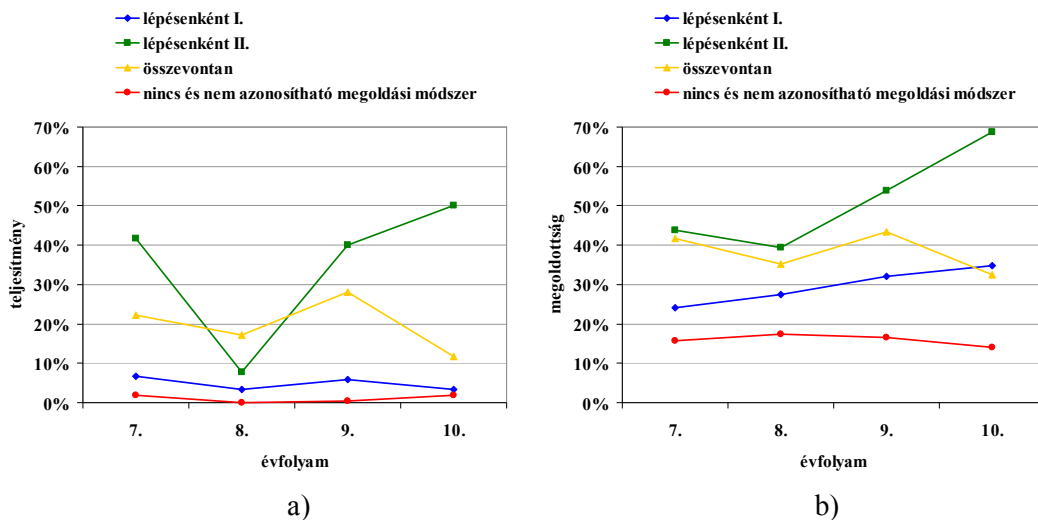 lépésenként I.
lépésenként II.
összevontan
nincs és nem azonosítható megoldási módszer
70%
60%
50%
40%
30%
20%
10%
0%
teljesítmény
7. 8. 9. 10.
évfolyam
a)
lépésenként I.
lépésenként II.
összevontan
nincs és nem azonosítható megoldási módszer
70%
60%
50%
40%
30%
20%
10%
0%
megoldottság
7. 8. 9. 10.
évfolyam
b)